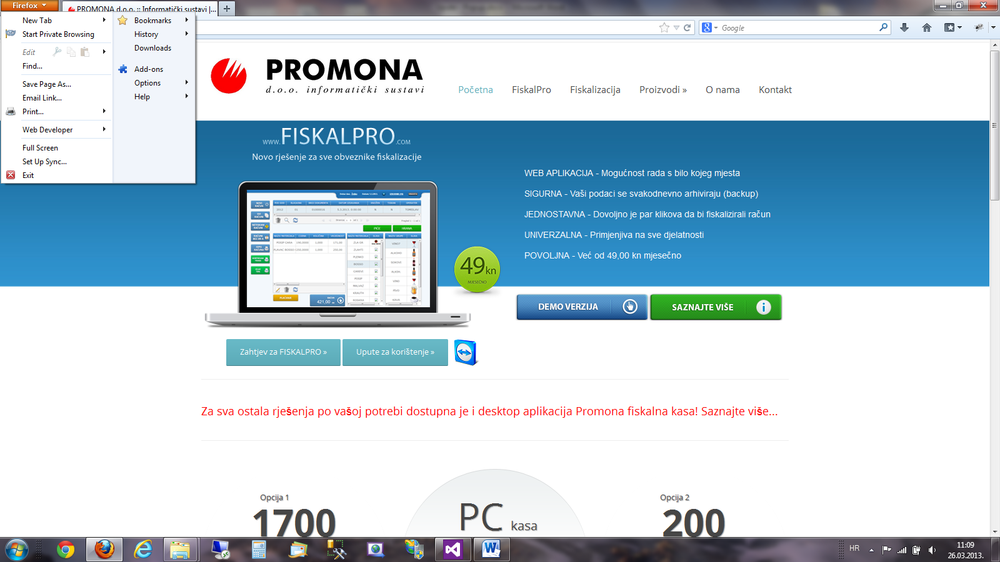 Firefox
PROMONA d.o.o. :: Informatički sustavi |...
New Tab
Start Private Browsing
Edit
Find...
Save Page As...
Email Link...
Print...
Web Developer
Full Screen
Set Up Sync...
Exit
Bookmarks
History
Downloads
Add-ons
Options
Help
Google
PROMONA
d.o.o. informatički sustavi
Početna
FiskalPro
Fiskalizacija
Proizvodi »
O nama
Kontakt
www.FISKALPRO.COM
Novo rješenje za sve obveznike fiskalizacije
WEB APLIKACIJA - Mogućnost rada s bilo kojeg mjesta
SIGURNA - Vaši podaci se svakodnevno arhiviraju (backup)
JEDNOSTAVNA - Dovoljno je par klikova da bi fiskalizirali račun
UNIVERZALNA - Primjenjiva na sve djelatnosti
POVOLJNA - Već od 49,00 kn mjesečno
PIĆE
HRANA
421,00
49kn
MJESEČNO
DEMO VERZIJA
SAZNAJTE VIŠE
Zahtjev za FISKALPRO »
Upute za korištenje »
Za sva ostala rješenja po vašoj potrebi dostupna je i desktop aplikacija Promona fiskalna kasa! Saznajte više...
Opcija 1
1700
PC kasa
Opcija 2
200
HR
11:09
26.03.2013.